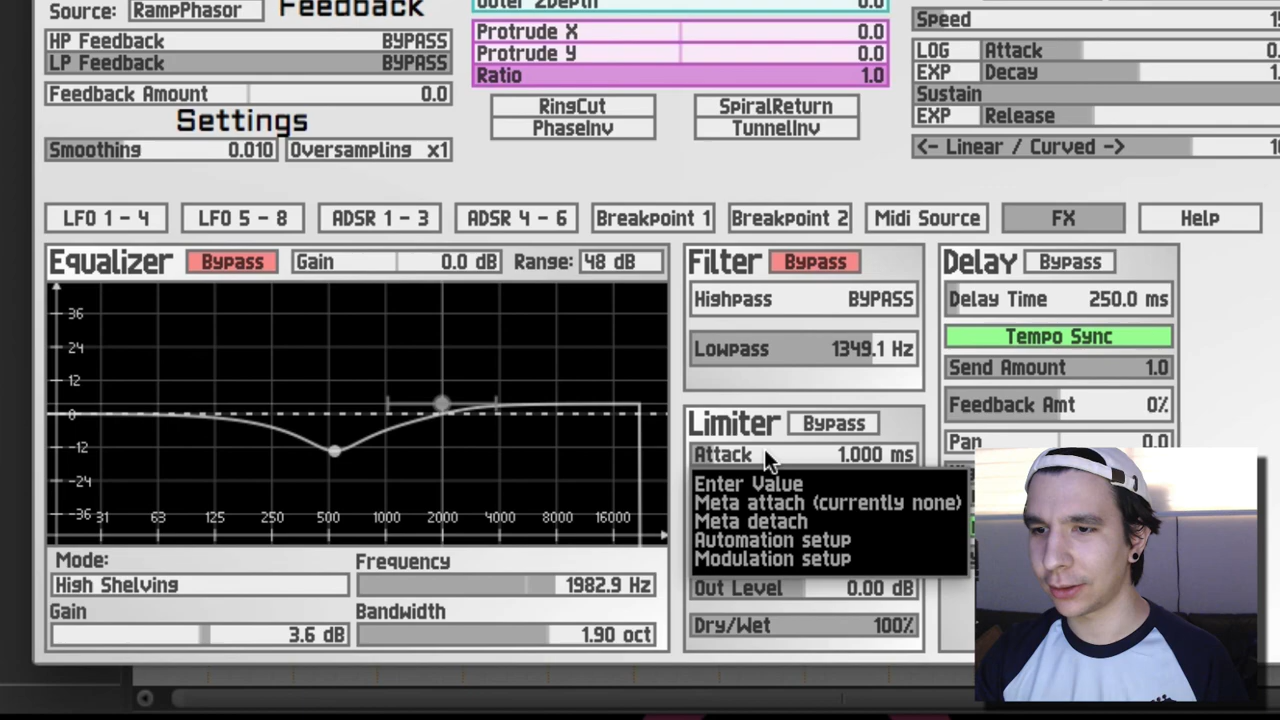 Source: RampPhasor Feedback
HP Feedback BYPASS
LP Feedback BYPASS
Feedback Amount 0.0
Settings
Smoothing 0.010 Oversampling x1
Outer ZDepth 0.0
Protrude X 0.0
Protrude Y 0.0
Ratio 1.0
RingCut SpiralReturn
PhaseInv TunnelInv
Speed
LOG Attack
EXP Decay
Sustain
EXP Release
<- Linear / Curved ->
LFO 1 - 4 LFO 5 - 8 ADSR 1 - 3 ADSR 4 - 6 Breakpoint 1 Breakpoint 2 Midi Source FX Help
Equalizer Bypass Gain 0.0 dB Range: 48 dB
36
24
12
0
-12
-24
-36 31 63 125 250 500 1000 2000 4000 8000 16000
Mode: Frequency
High Shelving 1982.9 Hz
Gain Bandwidth
3.6 dB 1.90 oct
Filter Bypass
Highpass BYPASS
Lowpass 1349.1 Hz
Limiter Bypass
Attack 1.000 ms
Enter Value
Meta attach (currently none)
Meta detach
Automation setup
Modulation setup
Out Level 0.00 dB
Dry/Wet 100%
Delay Bypass
Delay Time 250.0 ms
Tempo Sync
Send Amount 1.0
Feedback Amt 0%
Pan 0.0